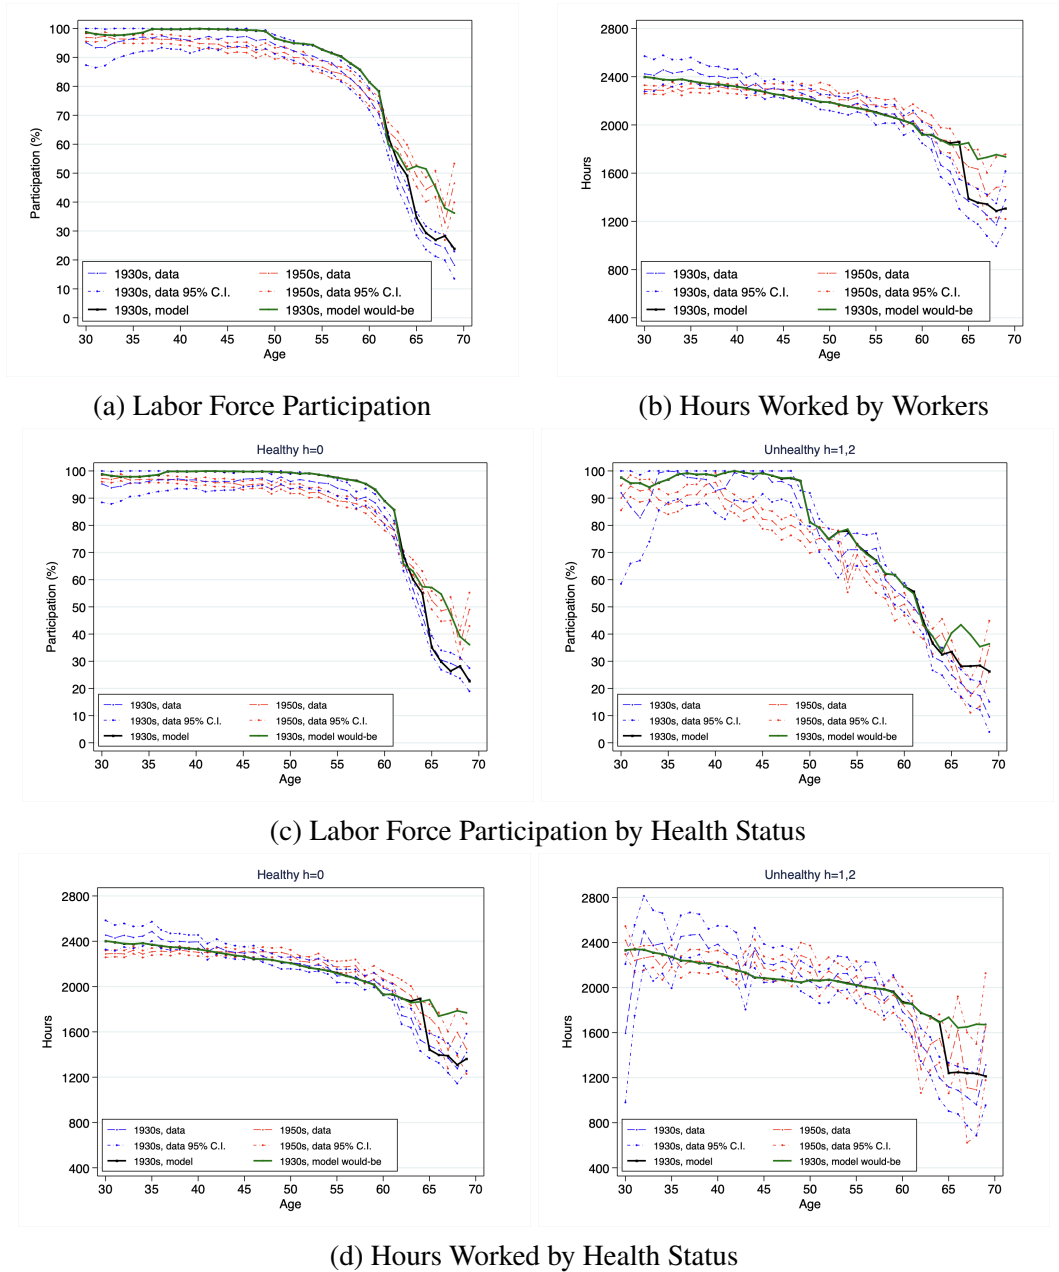 100
90
80
70
60
50
40
30
20
10
0
Participation (%)
1930s, data
1950s, data
1930s, data 95% C.I.
1950s, data 95% C.I.
1930s, model
1930s, model would-be
30 35 40 45 50 55 60 65 70
Age
2800
2400
2000
1600
1200
800
400
Hours
1930s, data
1950s, data
1930s, data 95% C.I.
1950s, data 95% C.I.
1930s, model
1930s, model would-be
30 35 40 45 50 55 60 65 70
Age
(a) Labor Force Participation
(b) Hours Worked by Workers
Healthy h=0
100
90
80
70
60
50
40
30
20
10
0
Participation (%)
1930s, data
1950s, data
1930s, data 95% C.I.
1950s, data 95% C.I.
1930s, model
1930s, model would-be
30 35 40 45 50 55 60 65 70
Age
Unhealthy h=1,2
100
90
80
70
60
50
40
30
20
10
0
Participation (%)
1930s, data
1950s, data
1930s, data 95% C.I.
1950s, data 95% C.I.
1930s, model
1930s, model would-be
30 35 40 45 50 55 60 65 70
Age
(c) Labor Force Participation by Health Status
Healthy h=0
2800
2400
2000
1600
1200
800
400
Hours
1930s, data
1950s, data
1930s, data 95% C.I.
1950s, data 95% C.I.
1930s, model
1930s, model would-be
30 35 40 45 50 55 60 65 70
Age
Unhealthy h=1,2
2800
2400
2000
1600
1200
800
400
Hours
1930s, data
1950s, data
1930s, data 95% C.I.
1950s, data 95% C.I.
1930s, model
1930s, model would-be
30 35 40 45 50 55 60 65 70
Age
(d) Hours Worked by Health Status